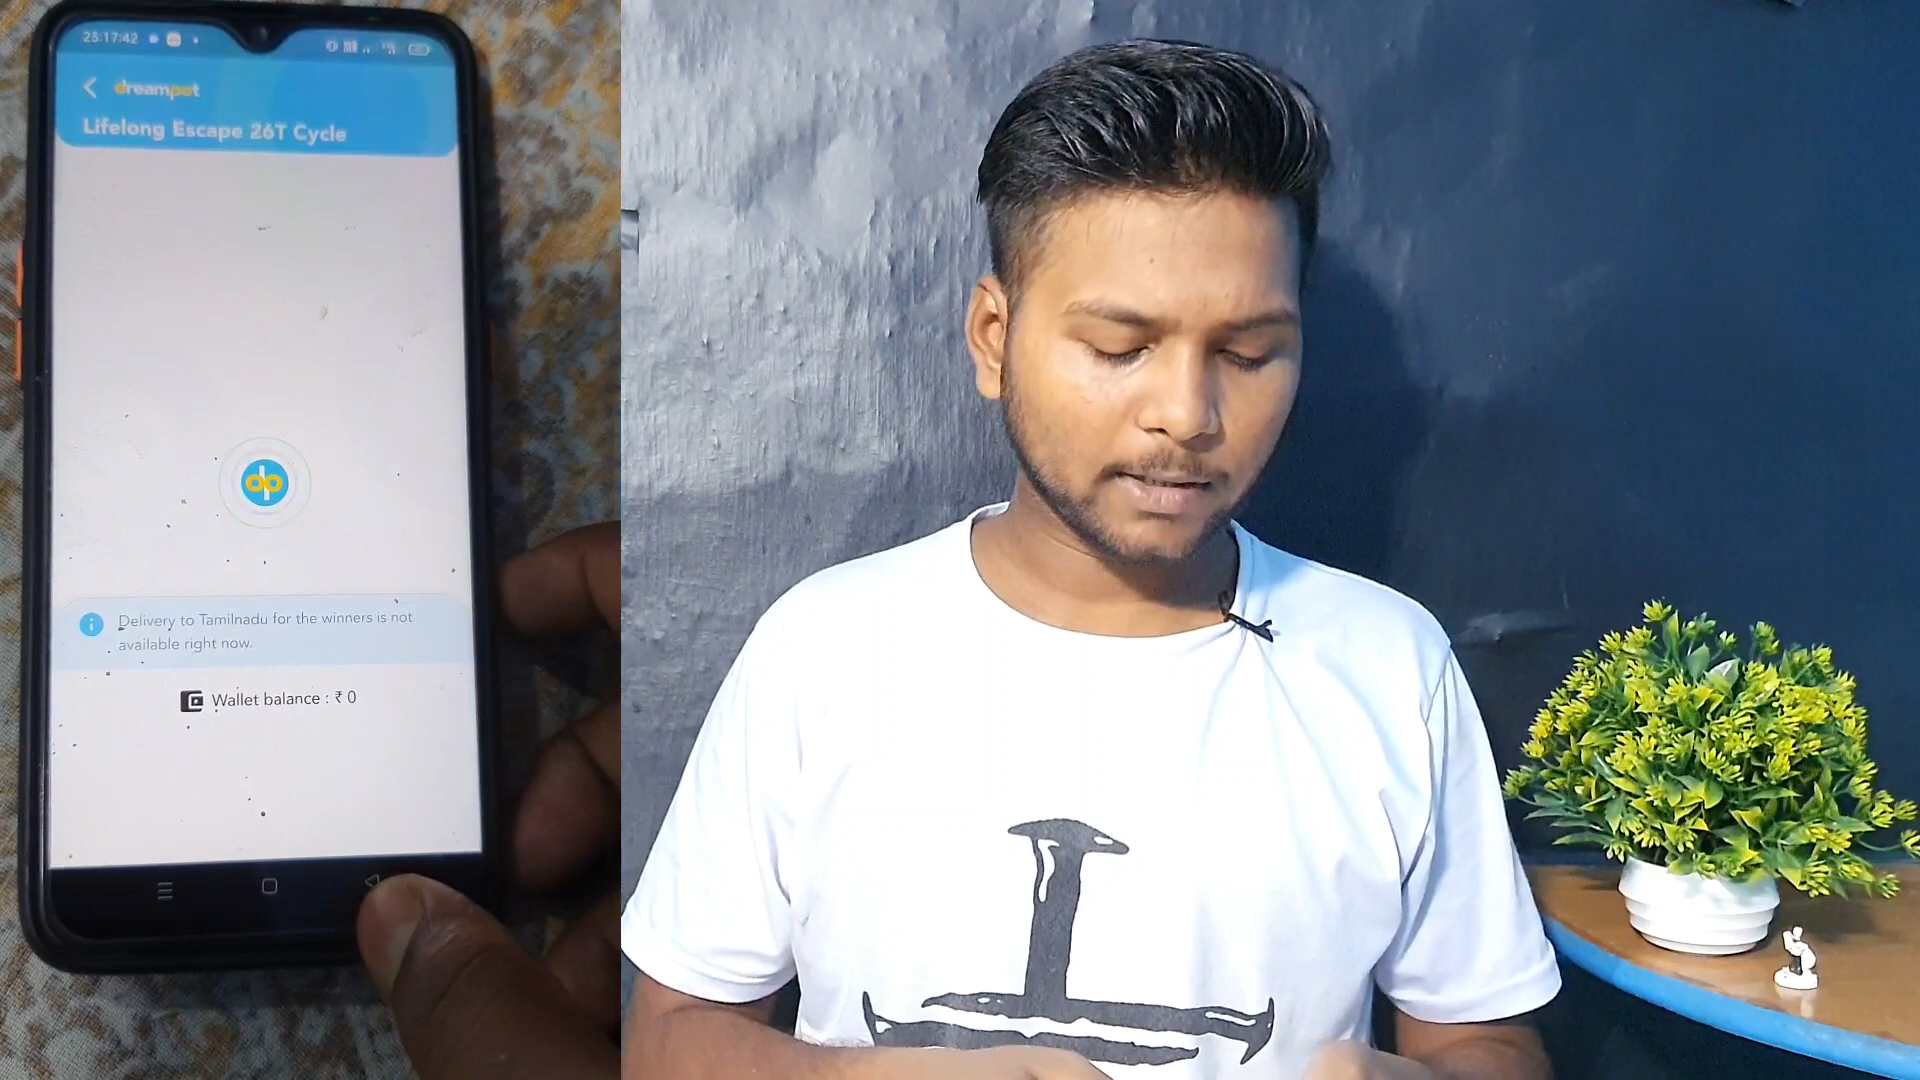 23:17:42
dreampot
Lifelong Escape 26T Cycle
dp
Delivery to Tamilnadu for the winners is not
available right now.
Wallet balance : ₹ 0